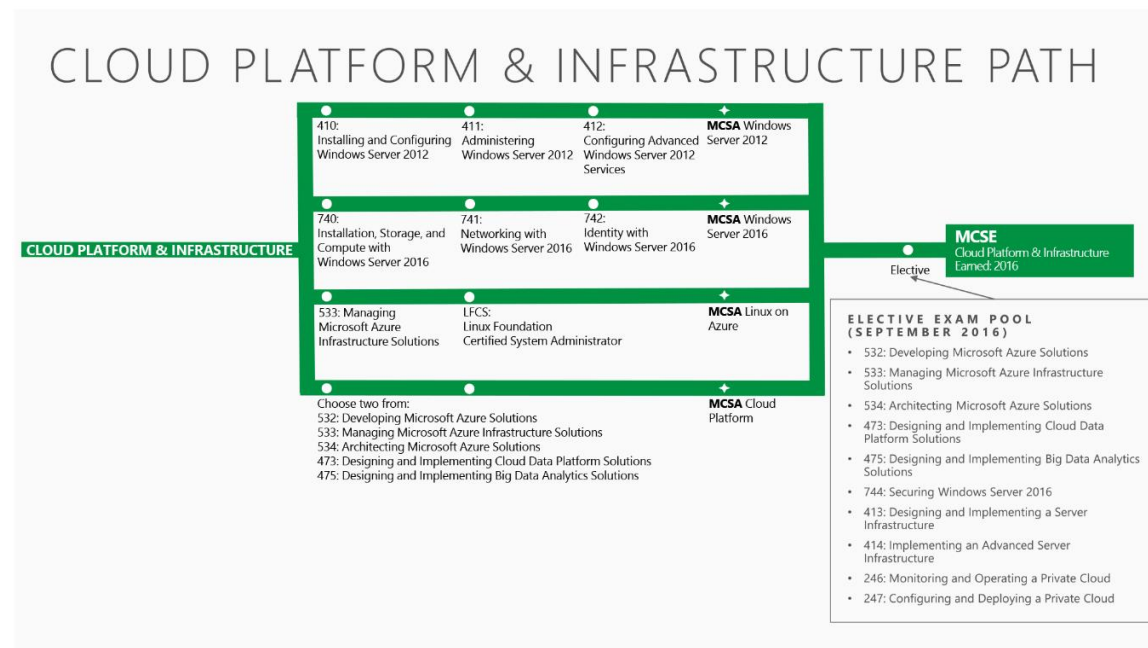 CLOUD PLATFORM & INFRASTRUCTURE PATH
410:
Installing and Configuring
Windows Server 2012
411:
Administering
Windows Server 2012
412:
Configuring Advanced
Windows Server 2012
Services
MCSA Windows
Server 2012
740:
Installation, Storage, and
Compute with
Windows Server 2016
741:
Networking with
Windows Server 2016
742:
Identity with
Windows Server 2016
MCSA Windows
Server 2016
CLOUD PLATFORM & INFRASTRUCTURE
533: Managing
Microsoft Azure
Infrastructure Solutions
LFCS:
Linux Foundation
Certified System Administrator
MCSA Linux on
Azure
Choose two from:
532: Developing Microsoft Azure Solutions
533: Managing Microsoft Azure Infrastructure Solutions
534: Architecting Microsoft Azure Solutions
473: Designing and Implementing Cloud Data Platform Solutions
475: Designing and Implementing Big Data Analytics Solutions
MCSA Cloud
Platform
Elective
MCSE
Cloud Platform & Infrastructure
Earned: 2016
ELECTIVE EXAM POOL
(SEPTEMBER 2016)
• 532: Developing Microsoft Azure Solutions
• 533: Managing Microsoft Azure Infrastructure
Solutions
• 534: Architecting Microsoft Azure Solutions
• 473: Designing and Implementing Cloud Data
Platform Solutions
• 475: Designing and Implementing Big Data Analytics
Solutions
• 744: Securing Windows Server 2016
• 413: Designing and Implementing a Server
Infrastructure
• 414: Implementing an Advanced Server
Infrastructure
• 246: Monitoring and Operating a Private Cloud
• 247: Configuring and Deploying a Private Cloud